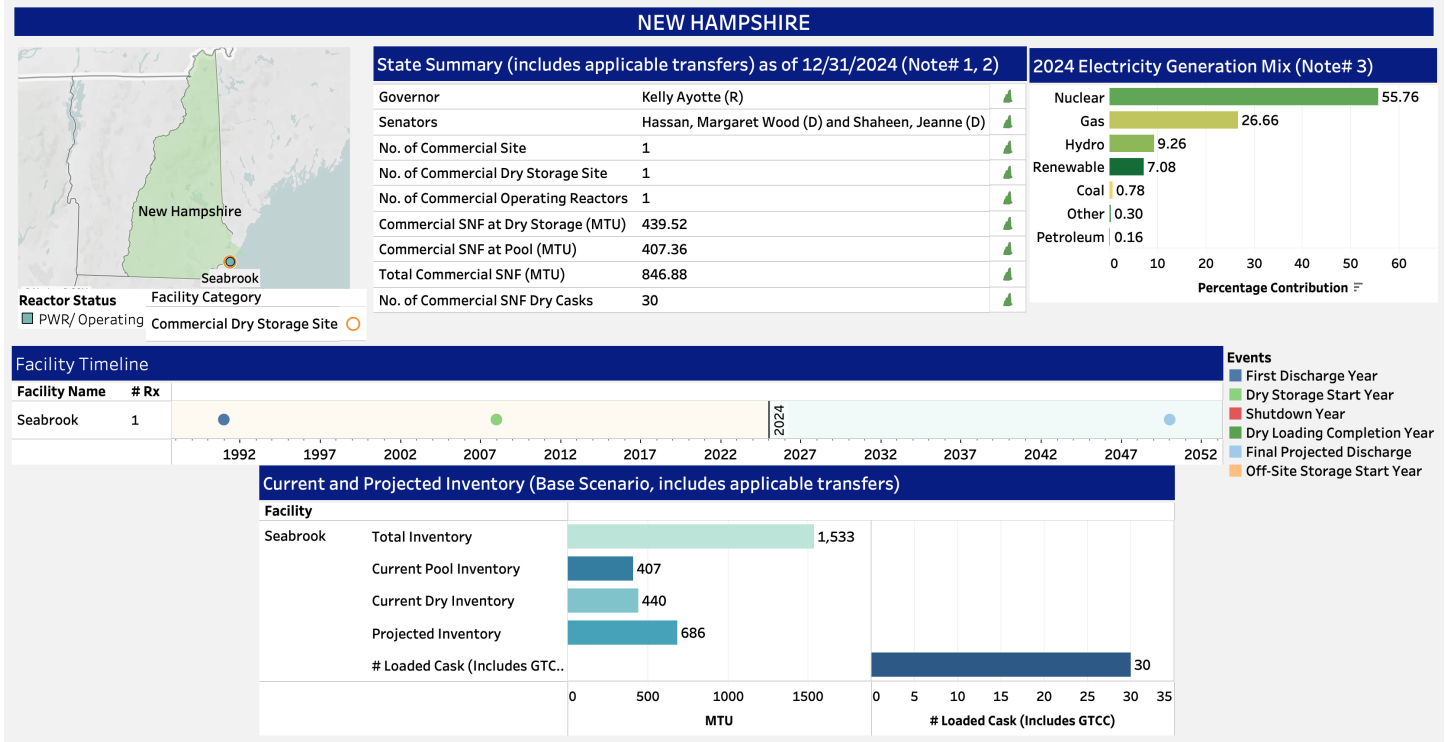 NEW HAMPSHIRE
New Hampshire
Seabrook
Reactor Status
PWR/ Operating
Facility Category
Commercial Dry Storage Site
State Summary (includes applicable transfers) as of 12/31/2024 (Note# 1, 2)
Governor Kelly Ayotte (R)
Senators Hassan, Margaret Wood (D) and Shaheen, Jeanne (D)
No. of Commercial Site 1
No. of Commercial Dry Storage Site 1
No. of Commercial Operating Reactors 1
Commercial SNF at Dry Storage (MTU) 439.52
Commercial SNF at Pool (MTU) 407.36
Total Commercial SNF (MTU) 846.88
No. of Commercial SNF Dry Casks 30
2024 Electricity Generation Mix (Note# 3)
Nuclear 55.76
Gas 26.66
Hydro 9.26
Renewable 7.08
Coal 0.78
Other 0.30
Petroleum 0.16
0 10 20 30 40 50 60
Percentage Contribution
Facility Timeline
Facility Name # Rx
Seabrook 1
2024
1992 1997 2002 2007 2012 2017 2022 2027 2032 2037 2042 2047 2052
Events
First Discharge Year
Dry Storage Start Year
Shutdown Year
Dry Loading Completion Year
Final Projected Discharge
Off-Site Storage Start Year
Current and Projected Inventory (Base Scenario, includes applicable transfers)
Facility
Seabrook Total Inventory 1,533
Current Pool Inventory 407
Current Dry Inventory 440
Projected Inventory 686
# Loaded Cask (Includes GTC.. 30
0 500 1000 1500 0 5 10 15 20 25 30 35
MTU # Loaded Cask (Includes GTCC)